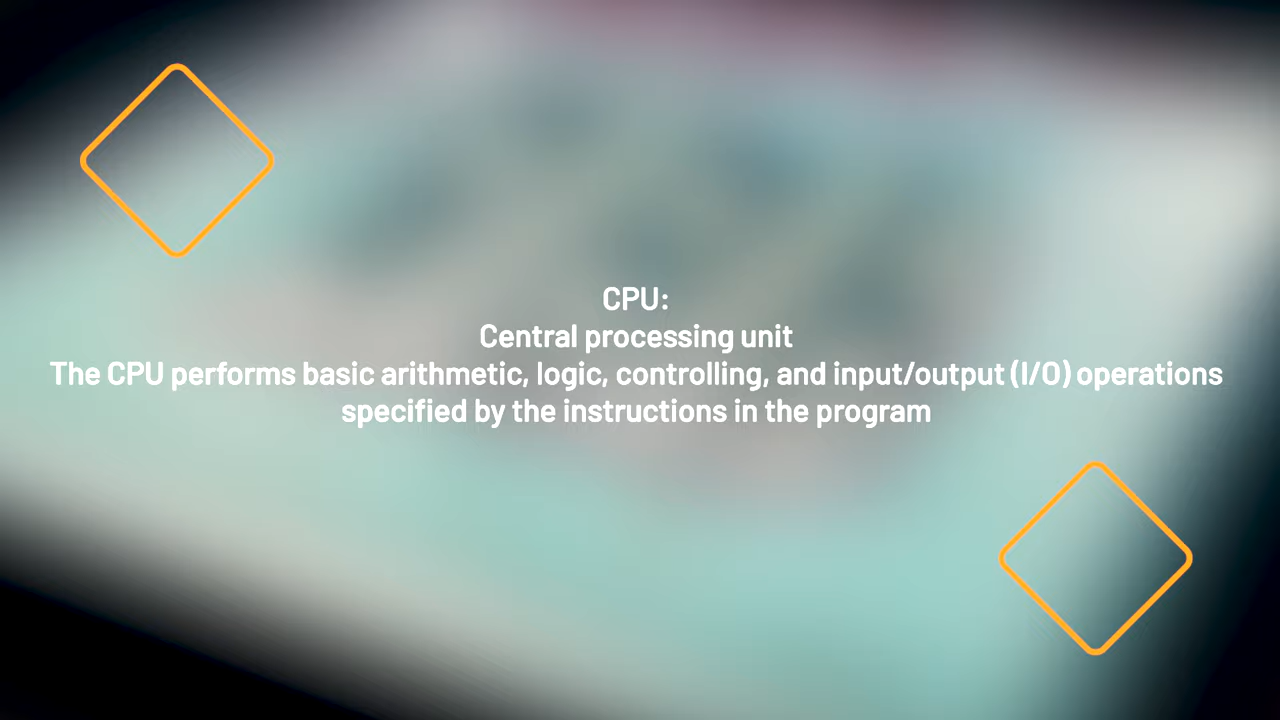 CPU:
Central processing unit
The CPU performs basic arithmetic, logic, controlling, and input/output (I/O) operations
specified by the instructions in the program